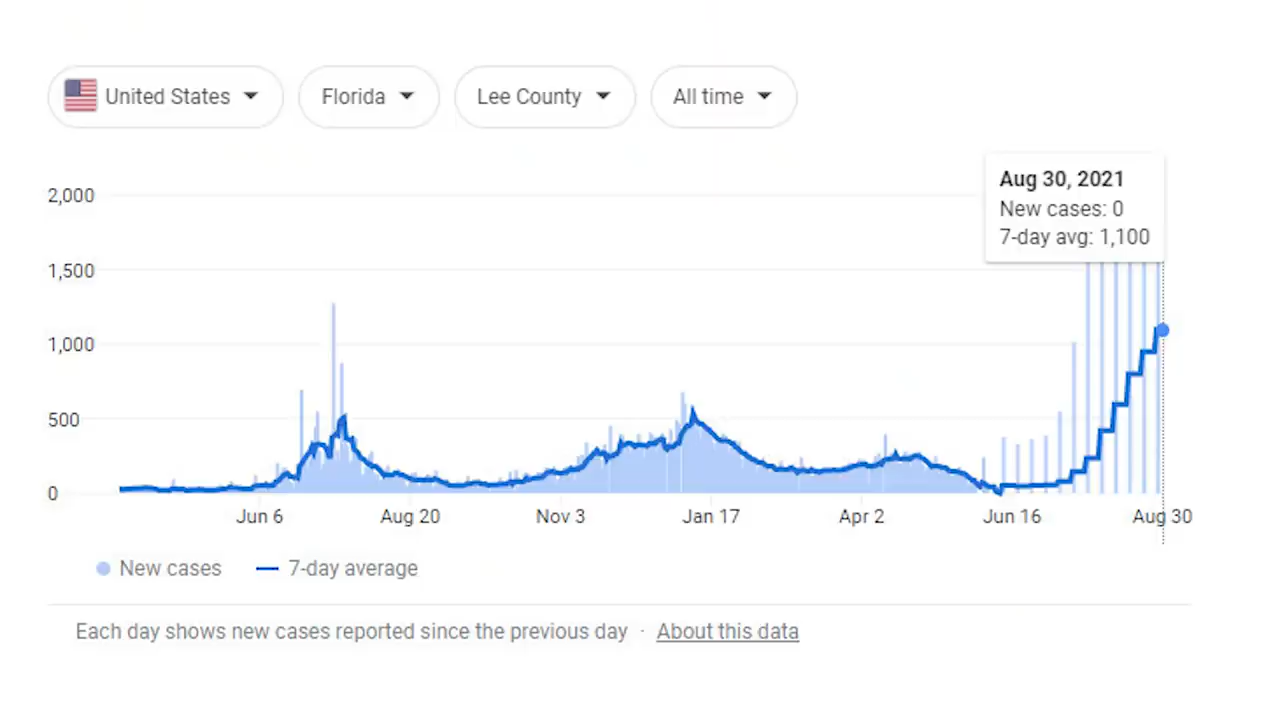 United States Florida Lee County All time
Aug 30, 2021
New cases: 0
7-day avg: 1,100
2,000
1,500
1,000
500
0
Jun 6 Aug 20 Nov 3 Jan 17 Apr 2 Jun 16 Aug 30
New cases 7-day average
Each day shows new cases reported since the previous day · About this data